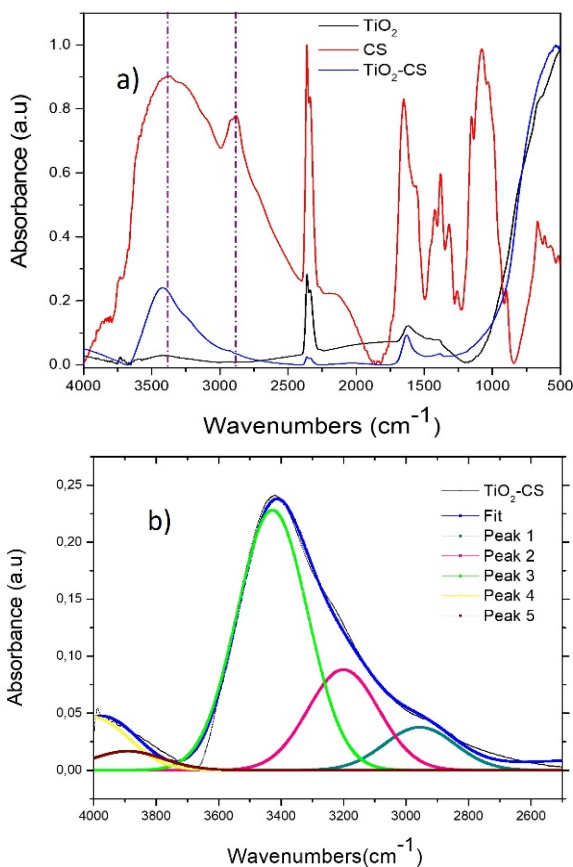 TiO2
CS
TiO2-CS
a)
1.0
0.8
0.6
0.4
0.2
0.0
Absorbance (a.u)
4000 3500 3000 2500 2000 1500 1000 500
Wavenumbers (cm-1)
b)
TiO2-CS
Fit
Peak 1
Peak 2
Peak 3
Peak 4
Peak 5
0,25
0,20
0,15
0,10
0,05
0,00
Absorbance (a.u)
4000 3800 3600 3400 3200 3000 2800 2600
Wavenumbers(cm-1)